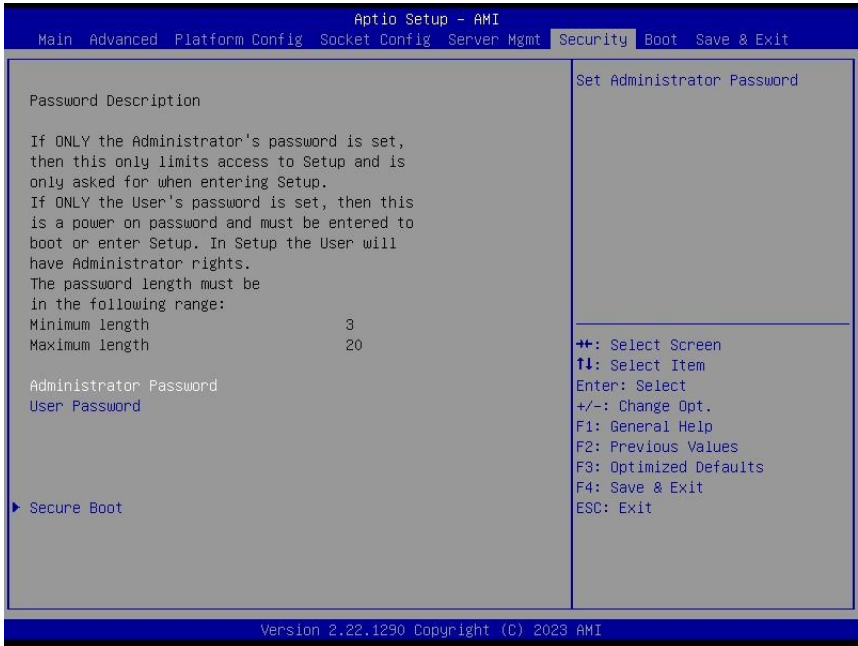 Aptio Setup - AMI
Main Advanced Platform Config Socket Config Server Mgmt Security Boot Save & Exit
Password Description
If ONLY the Administrator's password is set,
then this only limits access to Setup and is
only asked for when entering Setup.
If ONLY the User's password is set, then this
is a power on password and must be entered to
boot or enter Setup. In Setup the User will
have Administrator rights.
The password length must be
in the following range:
Minimum length 3
Maximum length 20
Administrator Password
User Password
▶ Secure Boot
Set Administrator Password
→←: Select Screen
↑↓: Select Item
Enter: Select
+/-: Change Opt.
F1: General Help
F2: Previous Values
F3: Optimized Defaults
F4: Save & Exit
ESC: Exit
Version 2.22.1290 Copyright (C) 2023 AMI